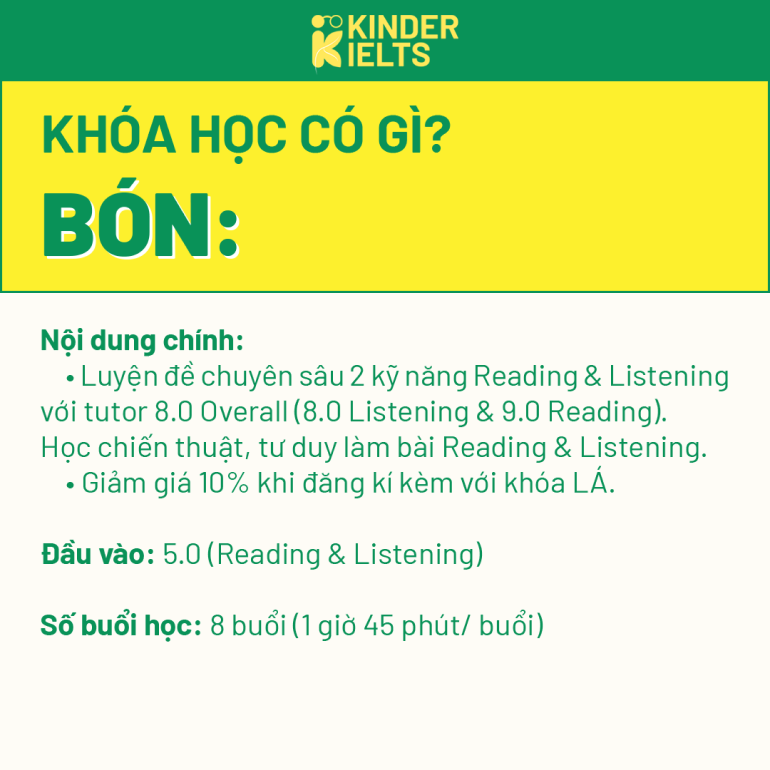 KINDER
IELTS
KHÓA HỌC CÓ GÌ?
BÓN:
Nội dung chính:
• Luyện đề chuyên sâu 2 kỹ năng Reading & Listening
với tutor 8.0 Overall (8.0 Listening & 9.0 Reading).
Học chiến thuật, tư duy làm bài Reading & Listening.
• Giảm giá 10% khi đăng kí kèm với khóa LÁ.
Đầu vào: 5.0 (Reading & Listening)
Số buổi học: 8 buổi (1 giờ 45 phút/ buổi)